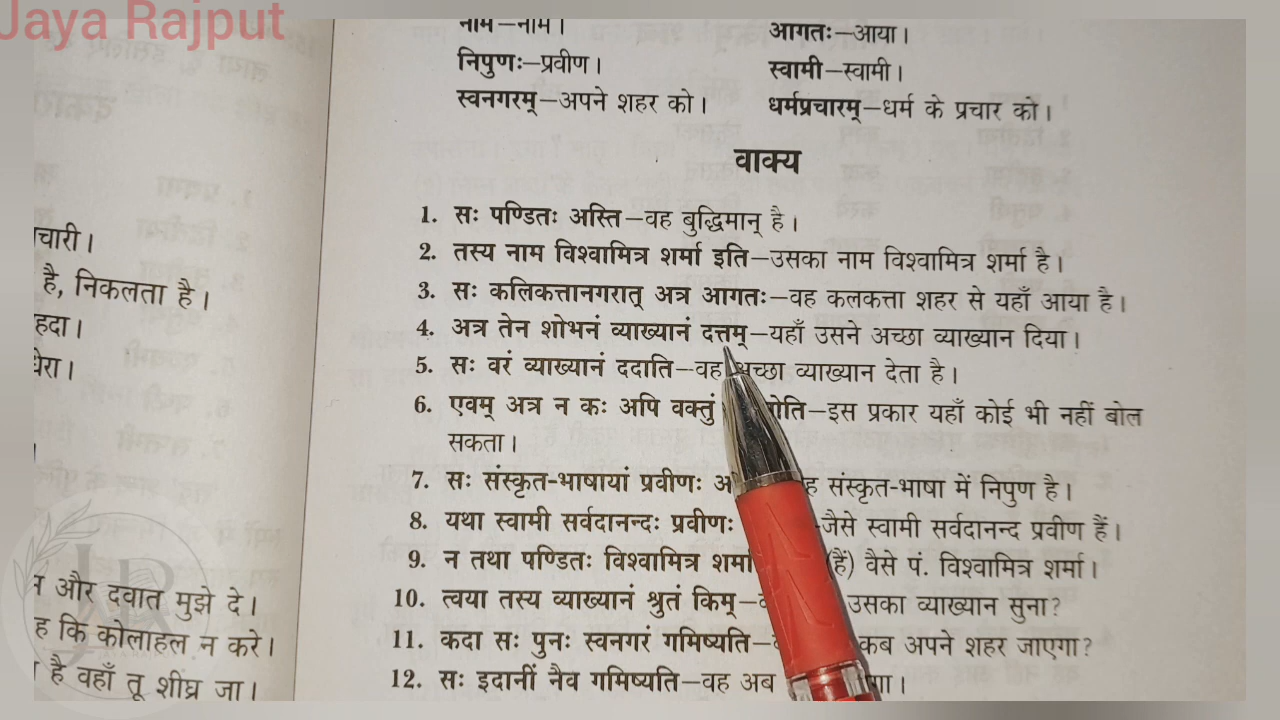 Jaya Rajput
नाम—नाम।
आगतः—आया।
निपुणः—प्रवीण।
स्वामी—स्वामी।
स्वनगरम्—अपने शहर को।
धर्मप्रचारम्—धर्म के प्रचार को।
वाक्य
1. सः पण्डितः अस्ति—वह बुद्धिमान् है।
2. तस्य नाम विश्वामित्र शर्मा इति—उसका नाम विश्वामित्र शर्मा है।
3. सः कलिकत्तानगरात् अत्र आगतः—वह कलकत्ता शहर से यहाँ आया है।
4. अत्र तेन शोभनं व्याख्यानं दत्तम्—यहाँ उसने अच्छा व्याख्यान दिया।
5. सः वरं व्याख्यानं ददाति—वह अच्छा व्याख्यान देता है।
6. एवम् अत्र न कः अपि वक्तुं —इस प्रकार यहाँ कोई भी नहीं बोल
सकता।
7. सः संस्कृत-भाषायां प्रवीणः संस्कृत-भाषा में निपुण है।
8. यथा स्वामी सर्वदानन्दः प्रवीणः —जैसे स्वामी सर्वदानन्द प्रवीण हैं।
9. न तथा पण्डितः विश्वामित्र शर्मा (हैं) वैसे पं. विश्वामित्र शर्मा।
10. त्वया तस्य व्याख्यानं श्रुतं किम्— उसका व्याख्यान सुना?
11. कदा सः पुनः स्वनगरं गमिष्यति— कब अपने शहर जाएगा?
12. सः इदानीं नैव गमिष्यति—वह अब
चारी।
है, निकलता है।
हदा।
धेरा।
और दवात मुझे दे।
कि कोलाहल न करे।
है वहाँ तू शीघ्र जा।